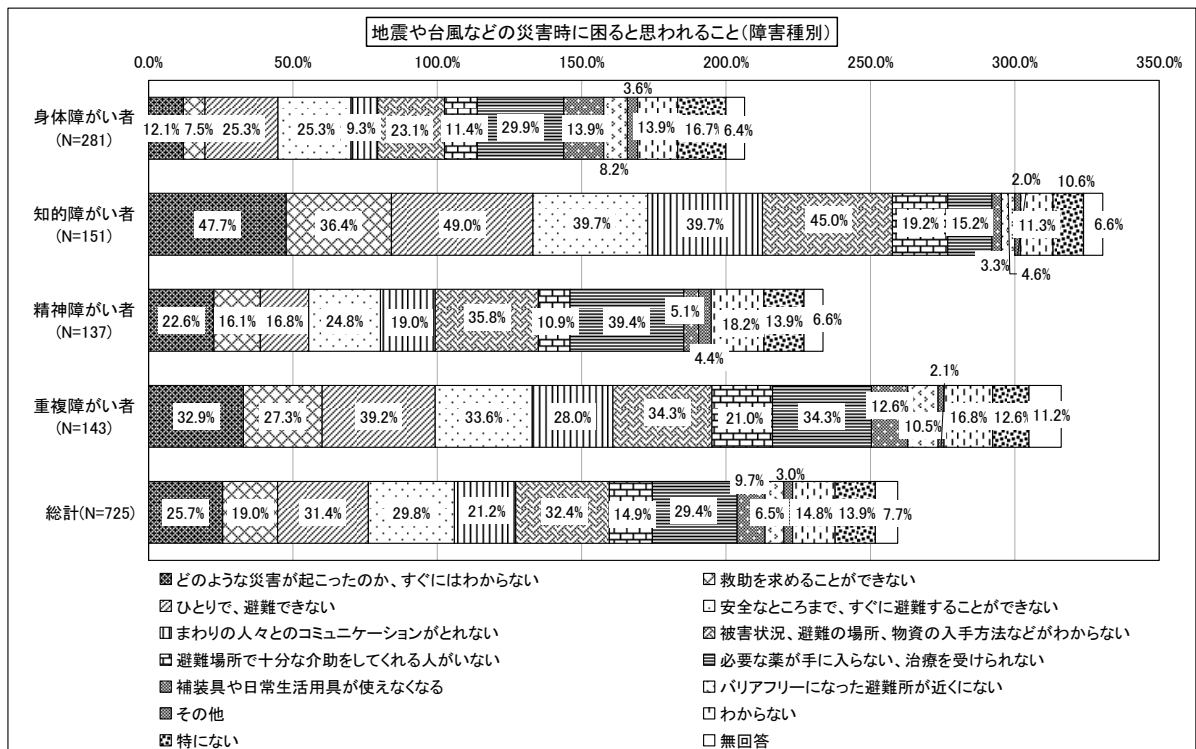 地震や台風などの災害時に困ると思われること(障害種別)
0.0% 50.0% 100.0% 150.0% 200.0% 250.0% 300.0% 350.0%
3.6%
身体障がい者
(N=281)
12.1% 7.5% 25.3% 25.3% 9.3% 23.1% 11.4% 29.9% 13.9% 13.9% 16.7% 6.4%
8.2%
2.0% 10.6%
知的障がい者
(N=151)
47.7% 36.4% 49.0% 39.7% 39.7% 45.0% 19.2% 15.2% 11.3% 6.6%
3.3% 4.6%
精神障がい者
(N=137)
22.6% 16.1% 16.8% 24.8% 19.0% 35.8% 10.9% 39.4% 5.1% 18.2% 13.9% 6.6%
4.4%
2.1%
重複障がい者
(N=143)
32.9% 27.3% 39.2% 33.6% 28.0% 34.3% 21.0% 34.3% 12.6% 10.5% 16.8% 12.6% 11.2%
9.7% 3.0%
総計(N=725)
25.7% 19.0% 31.4% 29.8% 21.2% 32.4% 14.9% 29.4% 6.5% 14.8% 13.9% 7.7%
どのような災害が起こったのか、すぐにはわからない
救助を求めることができない
ひとりで、避難できない
安全なところまで、すぐに避難することができない
まわりの人々とのコミュニケーションがとれない
被害状況、避難の場所、物資の入手方法などがわからない
避難場所で十分な介助をしてくれる人がいない
必要な薬が手に入らない、治療を受けられない
補装具や日常生活用具が使えなくなる
バリアフリーになった避難所が近くにない
その他
わからない
特にない
無回答